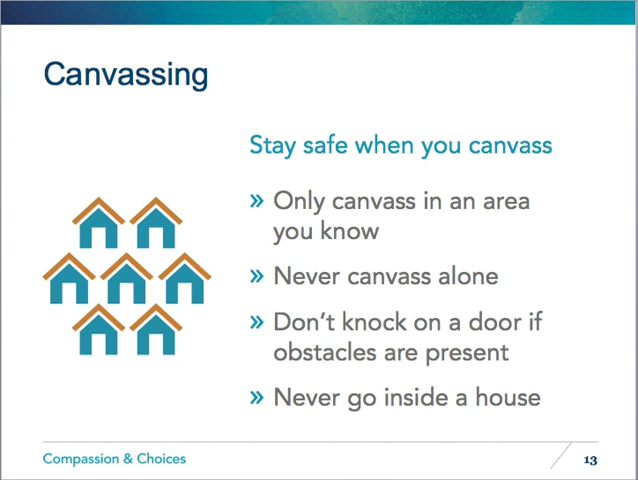 Canvassing
Stay safe when you canvass
» Only canvass in an area
you know
» Never canvass alone
» Don’t knock on a door if
obstacles are present
» Never go inside a house
Compassion & Choices
13